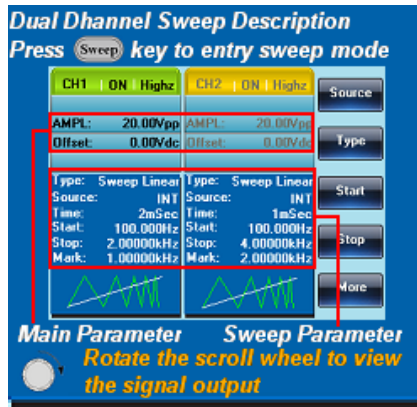 Dual Dhannel Sweep Description
Press Sweep key to entry sweep mode
CH1 | ON | Highz CH2 | ON | Highz
Source
AMPL: 20.00Vpp AMPL: 20.00Vpp
Offset: 0.00Vdc Offset: 0.00Vdc
Type
Type: Sweep Linear Type: Sweep Linear
Source: INT Source: INT
Start
Time: 2mSec Time: 1mSec
Start: 100.000Hz Start: 100.000Hz
Stop: 2.00000kHz Stop: 4.00000kHz
Stop
Mark: 1.00000kHz Mark: 2.00000kHz
More
Main Parameter Sweep Parameter
Rotate the scroll wheel to view
the signal output